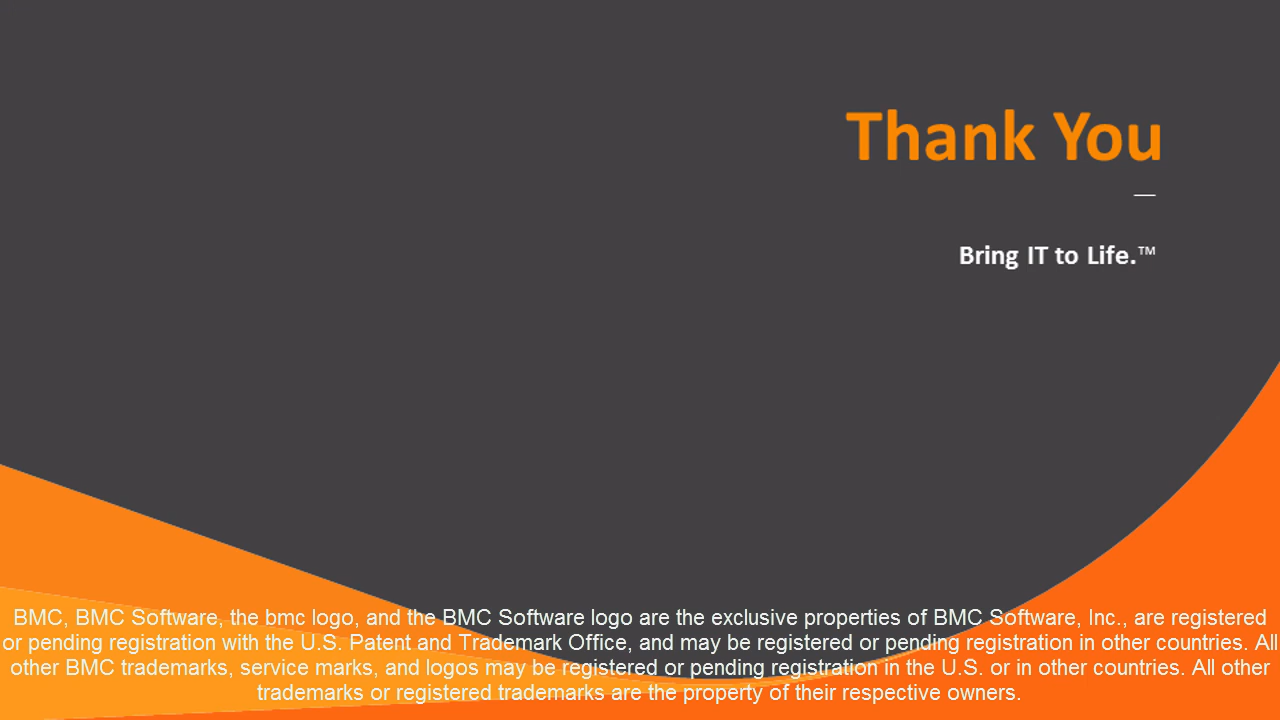 Thank You
Bring IT to Life.™
BMC, BMC Software, the bmc logo, and the BMC Software logo are the exclusive properties of BMC Software, Inc., are registered
or pending registration with the U.S. Patent and Trademark Office, and may be registered or pending registration in other countries. All
other BMC trademarks, service marks, and logos may be registered or pending registration in the U.S. or in other countries. All other
trademarks or registered trademarks are the property of their respective owners.